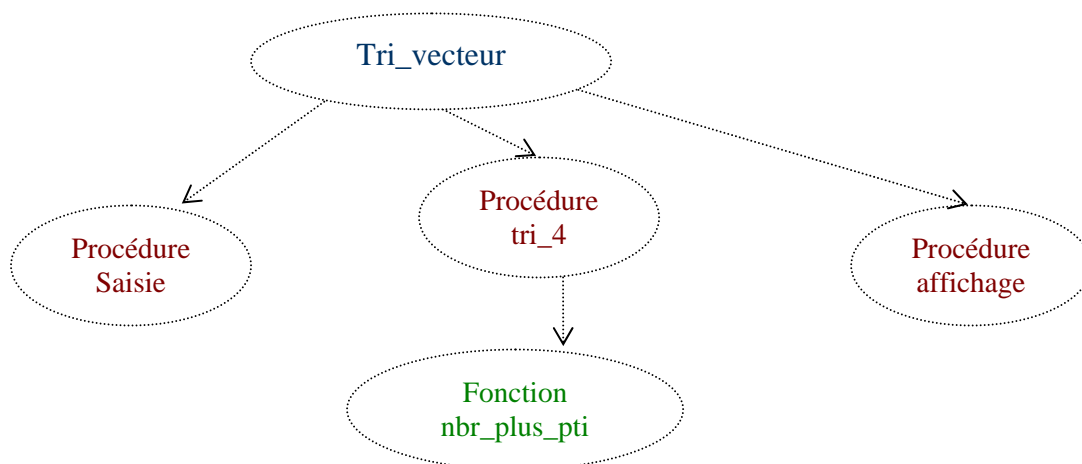 Tri_vecteur
Procédure
Saisie
Procédure
tri_4
Procédure
affichage
Fonction
nbr_plus_pti